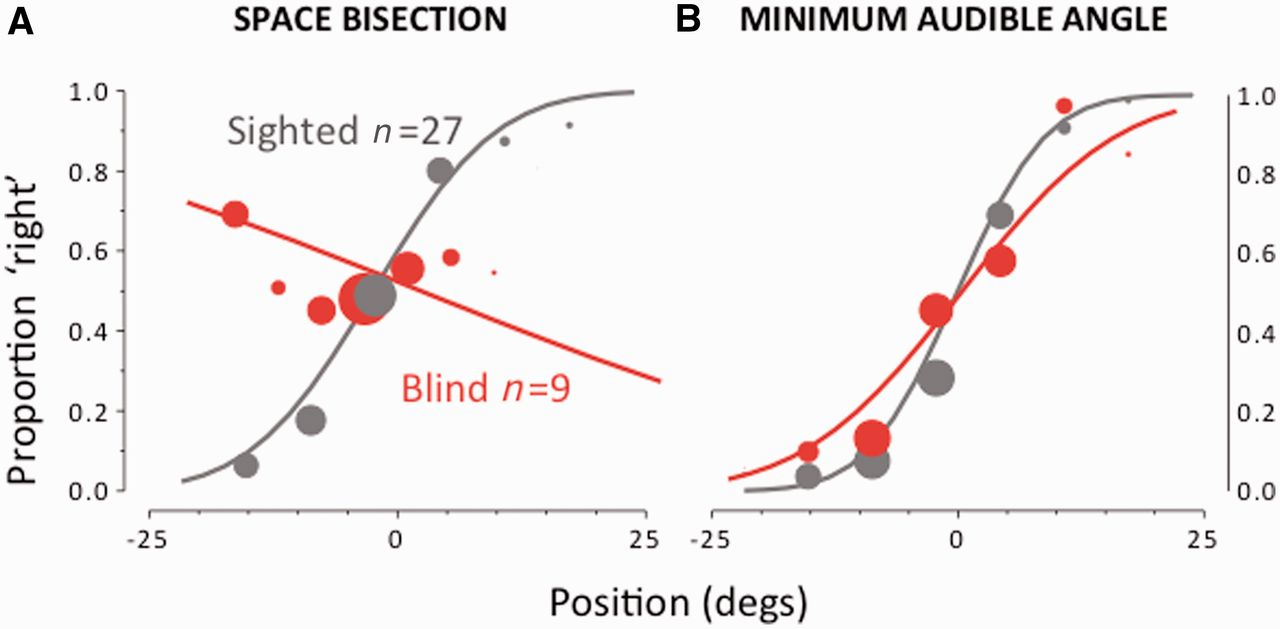 A SPACE BISECTION
B MINIMUM AUDIBLE ANGLE
Proportion ‘right’
1.0
0.8
0.6
0.4
0.2
0.0
Sighted n=27
Blind n=9
-25 0 25
1.0
0.8
0.6
0.4
0.2
0.0
-25 0 25
Position (degs)